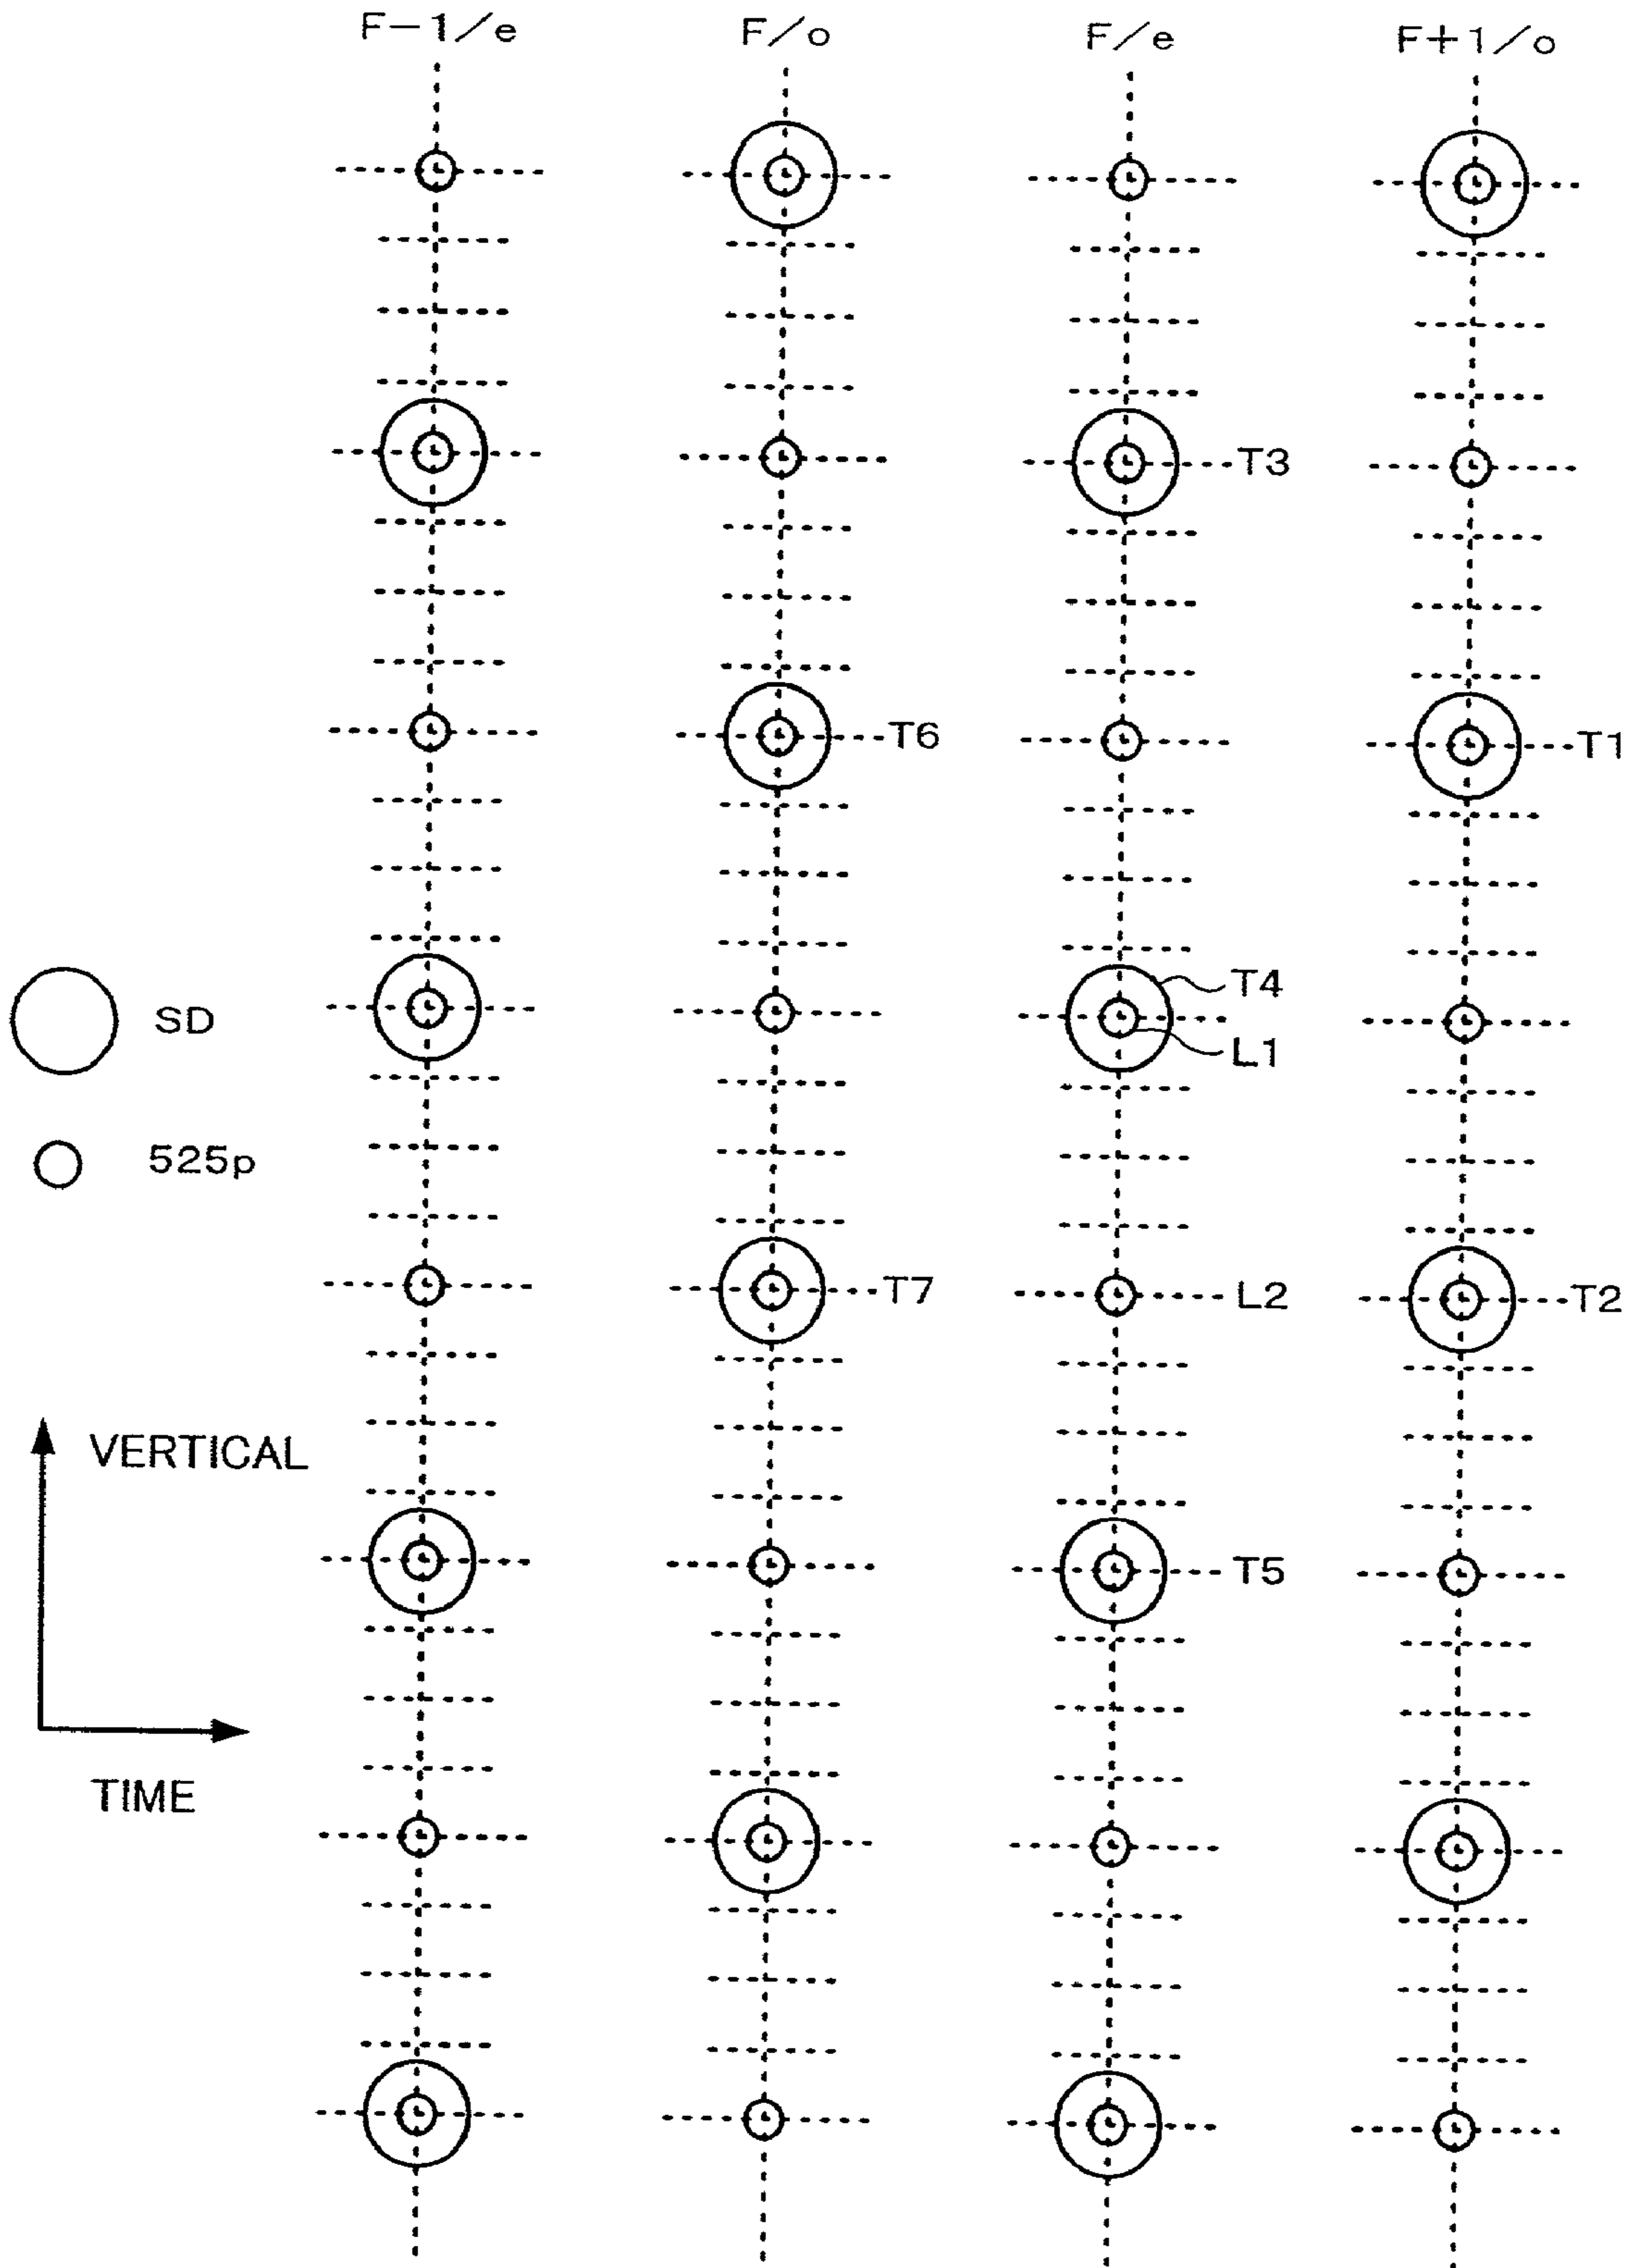 F-1/e
F/o
F/e
F+1/o
T3
T6
T1
T4
SD
L1
525p
T7
L2
T2
VERTICAL
T5
TIME